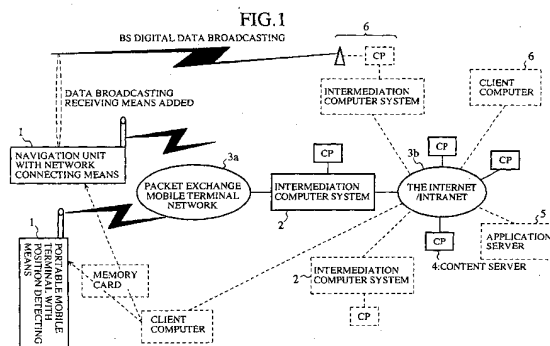 FIG.1
BS DIGITAL DATA BROADCASTING
6
CP
INTERMEDIATION
COMPUTER SYSTEM
6
CLIENT
COMPUTER
DATA BROADCASTING
RECEIVING MEANS ADDED
1
NAVIGATION UNIT
WITH NETWORK
CONNECTING MEANS
3a
PACKET EXCHANGE
MOBILE TERMINAL
NETWORK
CP
INTERMEDIATION
COMPUTER SYSTEM
2
3b
CP
CP
THE INTERNET
/INTRANET
CP
4:CONTENT SERVER
5
APPLICATION
SERVER
1
PORTABLE MOBILE
TERMINAL WITH
POSITION DETECTING
MEANS
MEMORY
CARD
CLIENT
COMPUTER
2
INTERMEDIATION
COMPUTER SYSTEM
CP